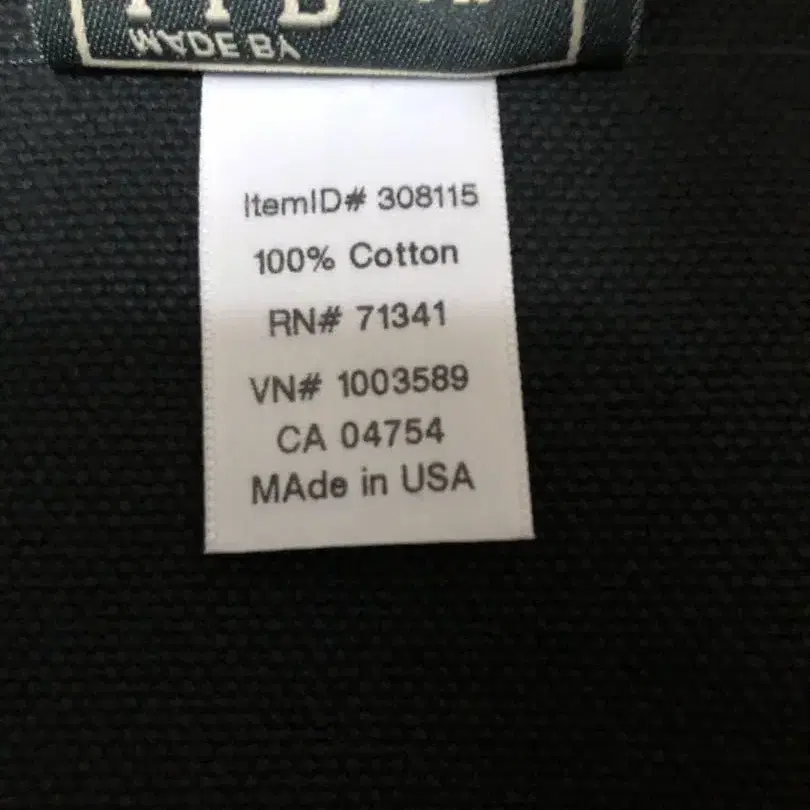 MADE BY
ItemID# 308115
100% Cotton
RN# 71341
VN# 1003589
CA 04754
MAde in USA